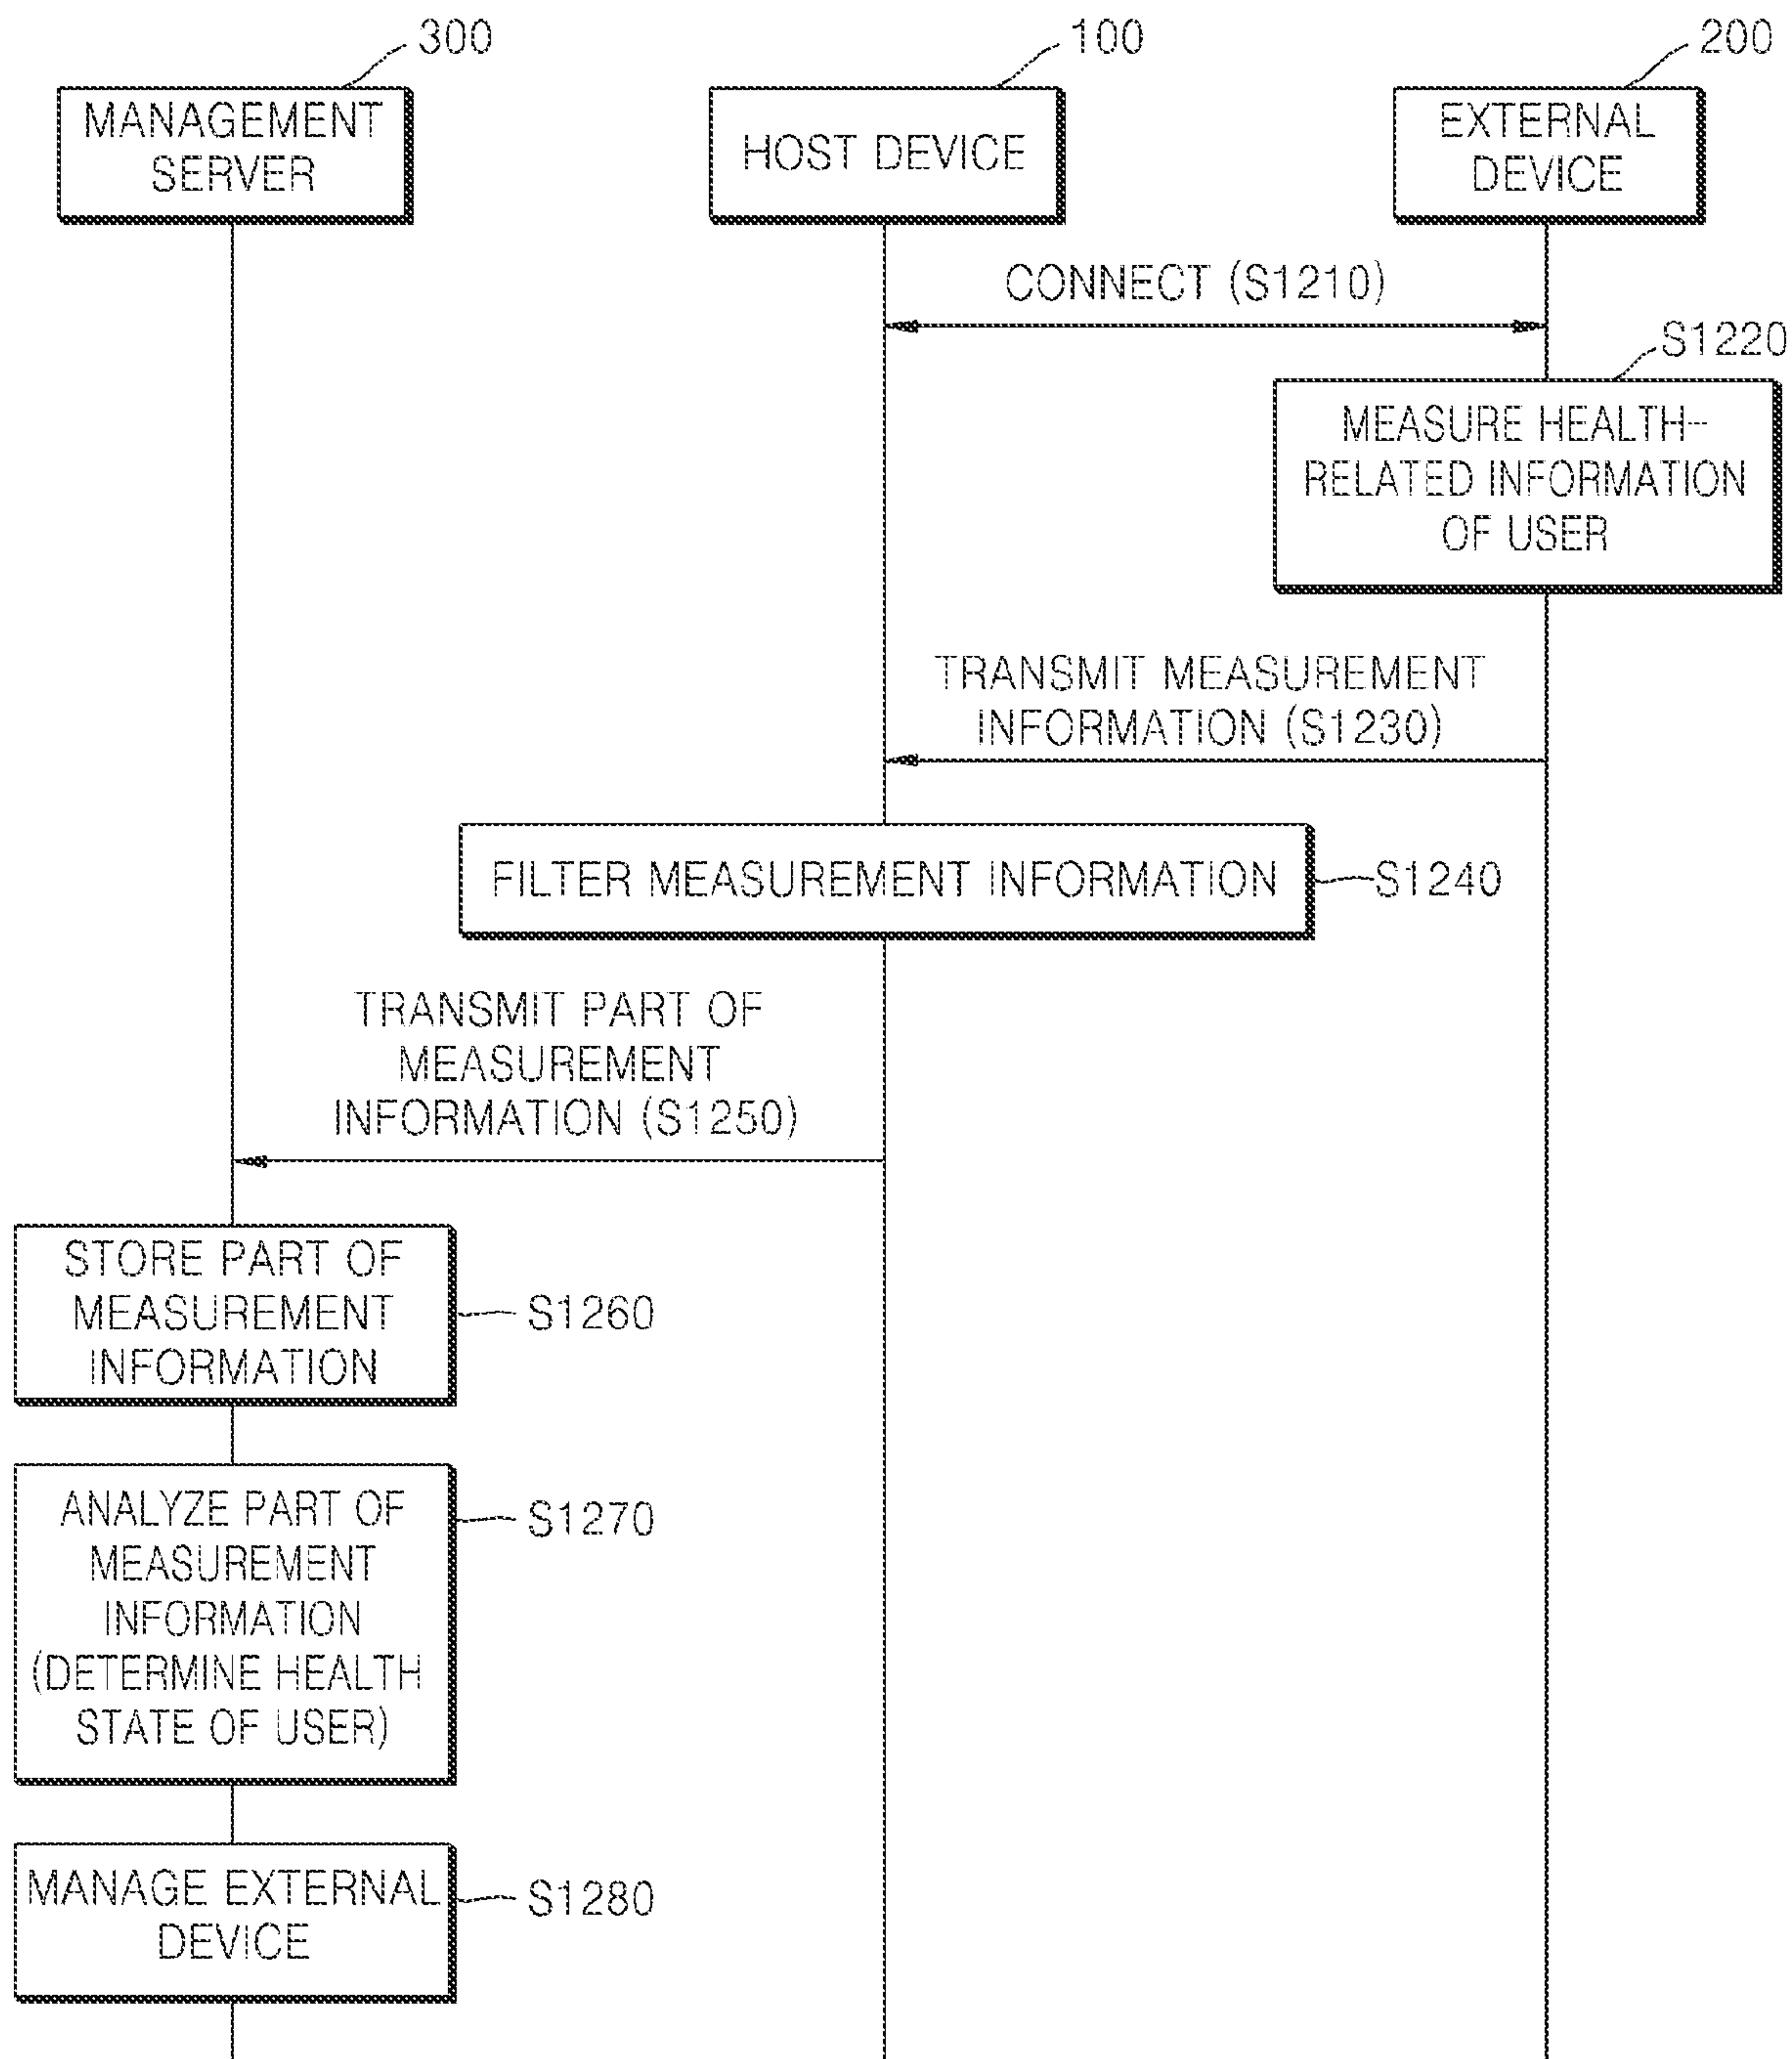 300
100
200
MANAGEMENT
SERVER
HOST DEVICE
EXTERNAL
DEVICE
CONNECT (S1210)
S1220
MEASURE HEALTH-
RELATED INFORMATION
OF USER
TRANSMIT MEASUREMENT
INFORMATION (S1230)
FILTER MEASUREMENT INFORMATION
S1240
TRANSMIT PART OF
MEASUREMENT
INFORMATION (S1250)
STORE PART OF
MEASUREMENT
INFORMATION
S1260
ANALYZE PART OF
MEASUREMENT
INFORMATION
(DETERMINE HEALTH
STATE OF USER)
S1270
MANAGE EXTERNAL
DEVICE
S1280